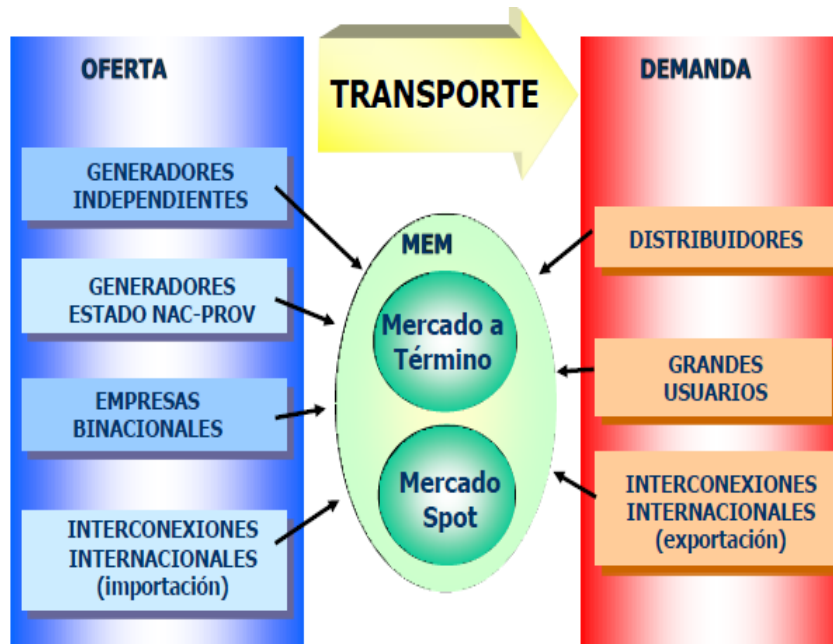 OFERTA
GENERADORES
INDEPENDIENTES
GENERADORES
ESTADO NAC-PROV
EMPRESAS
BINACIONALES
INTERCONEXIONES
INTERNACIONALES
(importación)
TRANSPORTE
MEM
Mercado a
Término
Mercado
Spot
DEMANDA
DISTRIBUIDORES
GRANDES
USUARIOS
INTERCONEXIONES
INTERNACIONALES
(exportación)